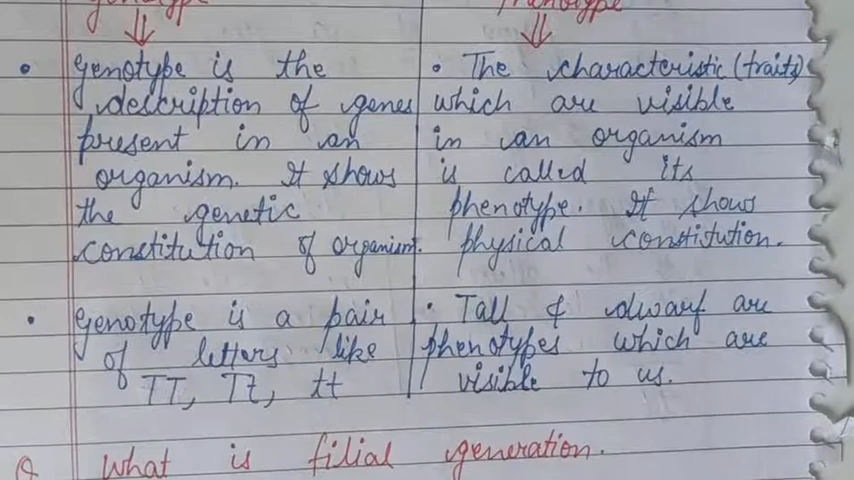 genotype Phenotype
• Genotype is the
description of genes
present in an
organism. It shows
the genetic
constitution of organism.
• Genotype is a pair
of letters like
TT, Tt, tt
• The characteristic (traits)
which are visible
in an organism
is called its
phenotype. It shows
physical constitution.
• Tall & dwarf are
phenotypes which are
visible to us.
Q What is filial generation.